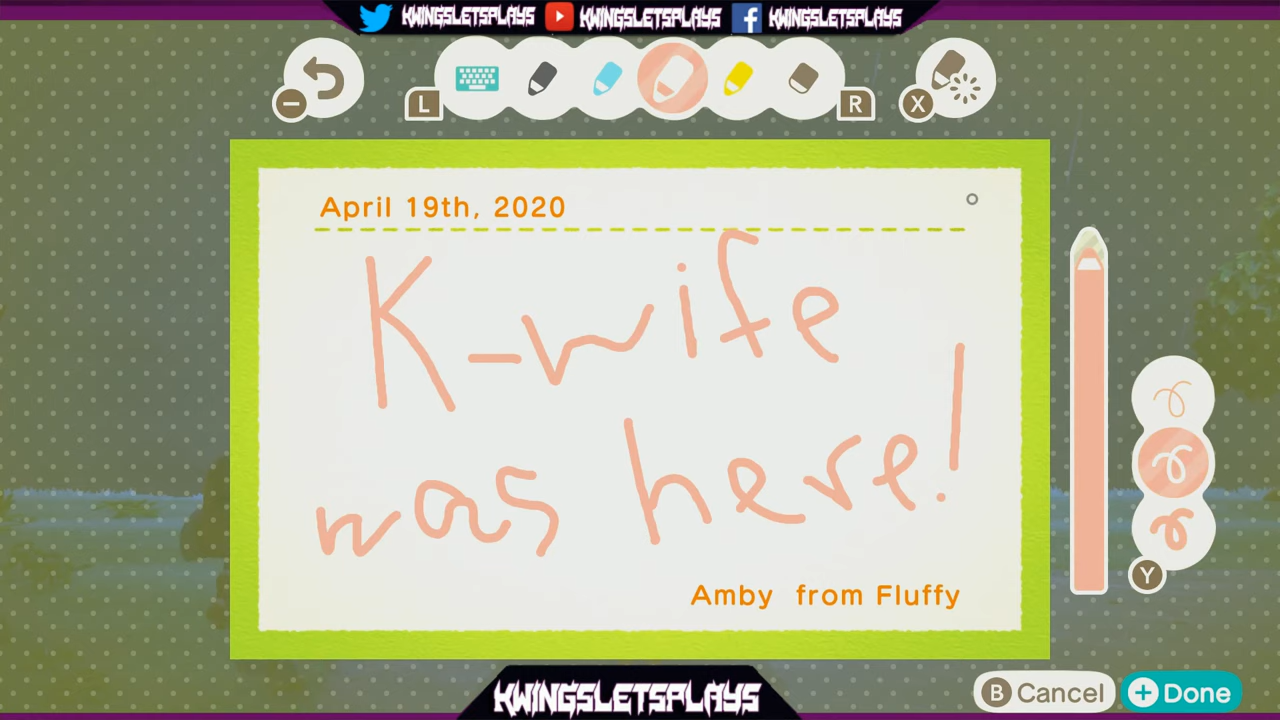 KWINGSLETSPLAYS KWINGSLETSPLAYS KWINGSLETSPLAYS
L R X
April 19th, 2020
K-wife
was here!
Y
Amby from Fluffy
KWINGSLETSPLAYS
B Cancel + Done